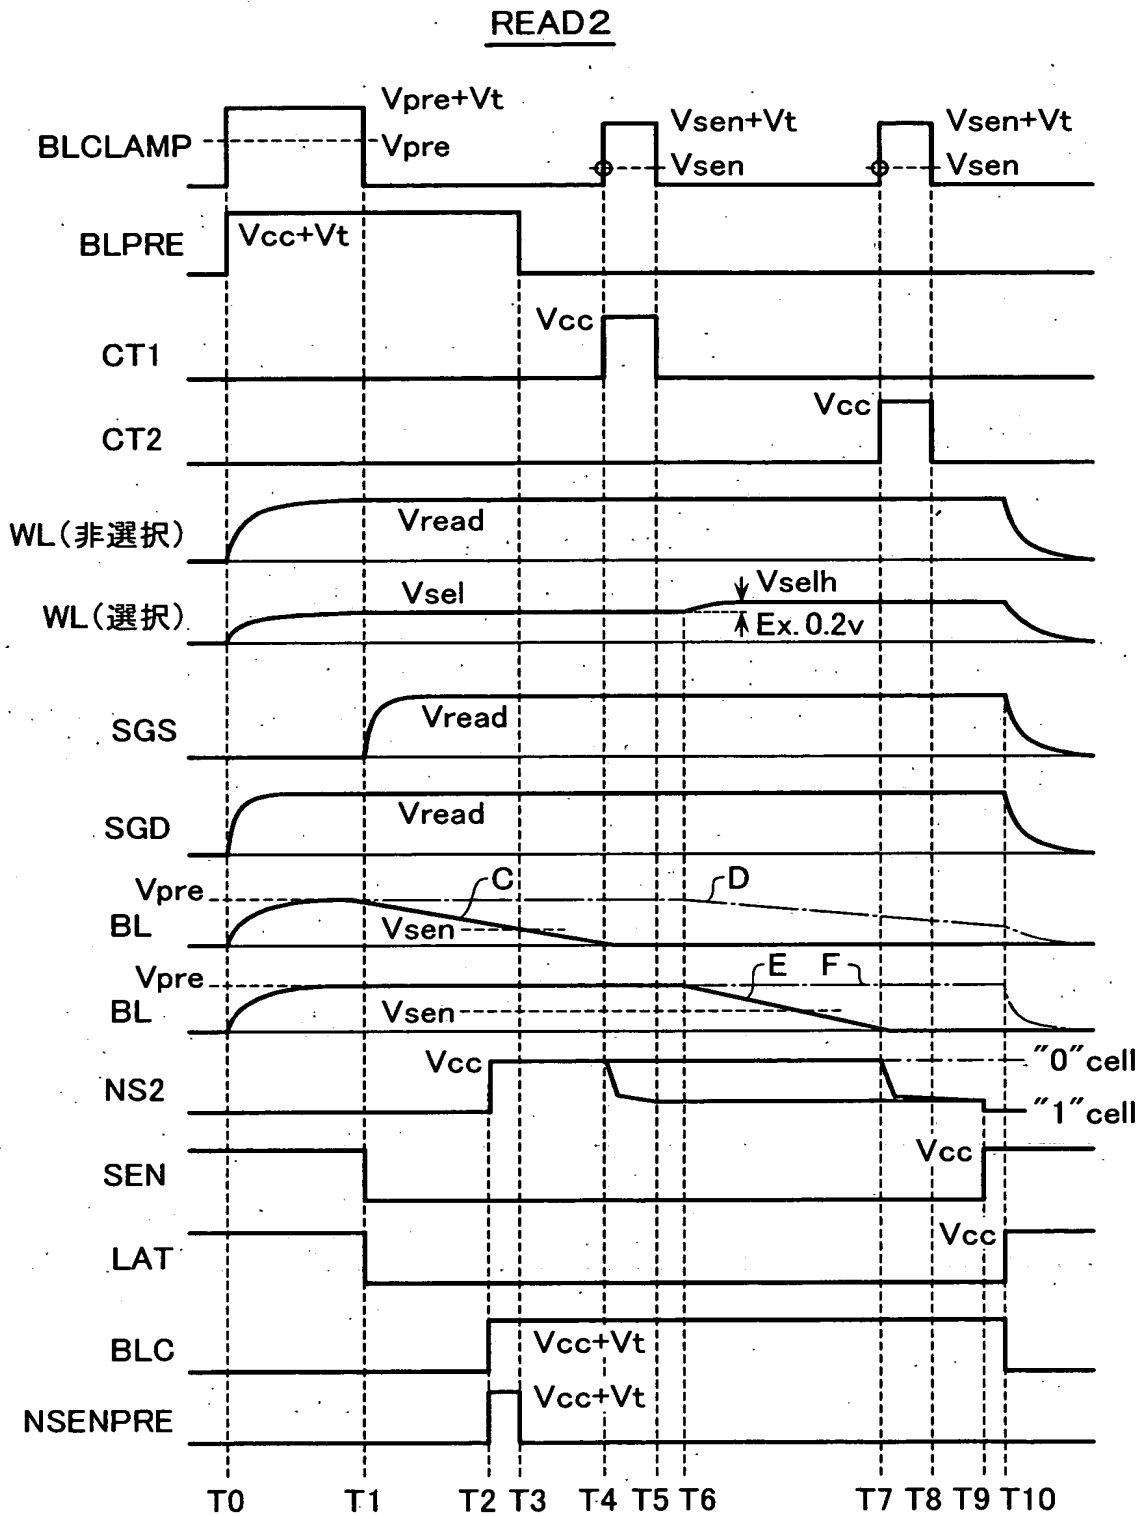 READ2
Vpre+Vt
Vsen+Vt
Vsen+Vt
BLCLAMP
Vpre
Vsen
Vsen
BLPRE
Vcc+Vt
Vcc
CT1
Vcc
CT2
WL(非選択)
Vread
Vsel
Vselh
WL(選択)
Ex. 0.2v
SGS
Vread
SGD
Vread
Vpre
C
D
BL
Vsen
Vpre
E
F
BL
Vsen
Vcc
"0"cell
NS2
"1"cell
SEN
Vcc
LAT
Vcc
BLC
Vcc+Vt
NSENPRE
Vcc+Vt
T0
T1
T2
T3
T4
T5
T6
T7
T8
T9
T10